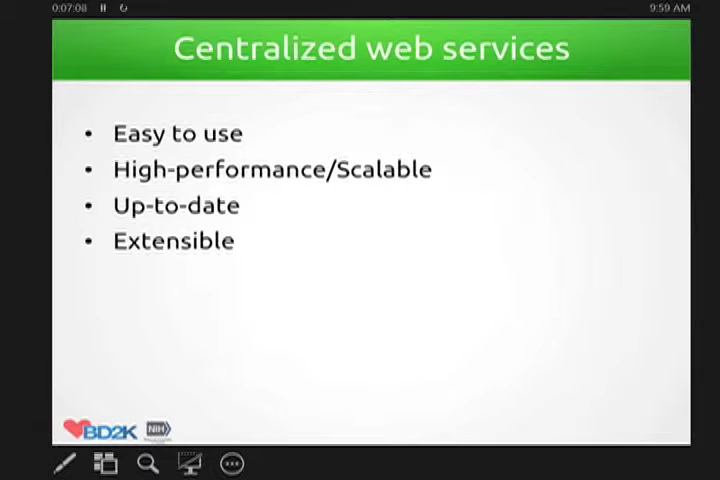 0:07:08
9:59 AM
Centralized web services
• Easy to use
• High-performance/Scalable
• Up-to-date
• Extensible
BD2K
NIH